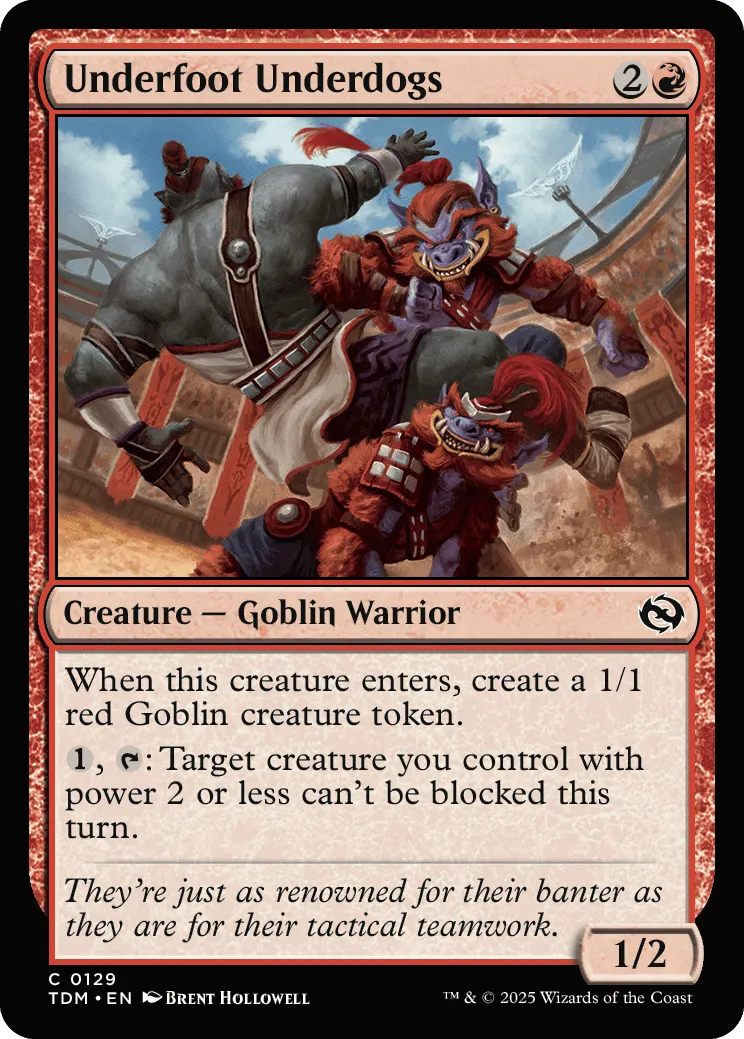 Underfoot Underdogs 2
Creature — Goblin Warrior
When this creature enters, create a 1/1
red Goblin creature token.
1, : Target creature you control with
power 2 or less can't be blocked this
turn.
They're just as renowned for their banter as
they are for their tactical teamwork.
1/2
C 0129
TDM • EN BRENT HOLLOWELL
™ & © 2025 Wizards of the Coast